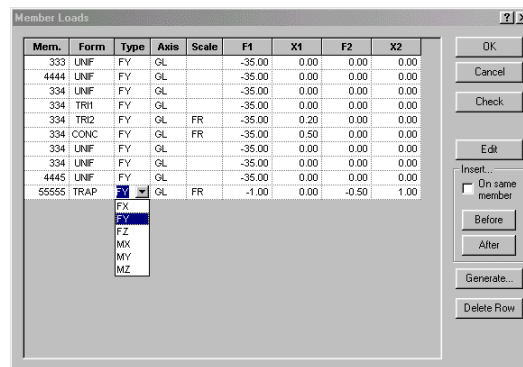 Member Loads
Mem. Form Type Axis Scale F1 X1 F2 X2
333 UNIF FY GL -35.00 0.00 0.00 0.00
4444 UNIF FY GL -35.00 0.00 0.00 0.00
334 UNIF FY GL -35.00 0.00 0.00 0.00
334 TRI1 FY GL -35.00 0.00 0.00 0.00
334 TRI2 FY GL FR -35.00 0.20 0.00 0.00
334 CONC FY GL FR -35.00 0.50 0.00 0.00
334 UNIF FY GL -35.00 0.00 0.00 0.00
334 UNIF FY GL -35.00 0.00 0.00 0.00
4445 UNIF FY GL -35.00 0.00 0.00 0.00
55555 TRAP FY GL FR -1.00 0.00 -0.50 1.00
FX
FY
FZ
MX
MY
MZ
OK
Cancel
Check
Edit
Insert...
On same
member
Before
After
Generate...
Delete Row